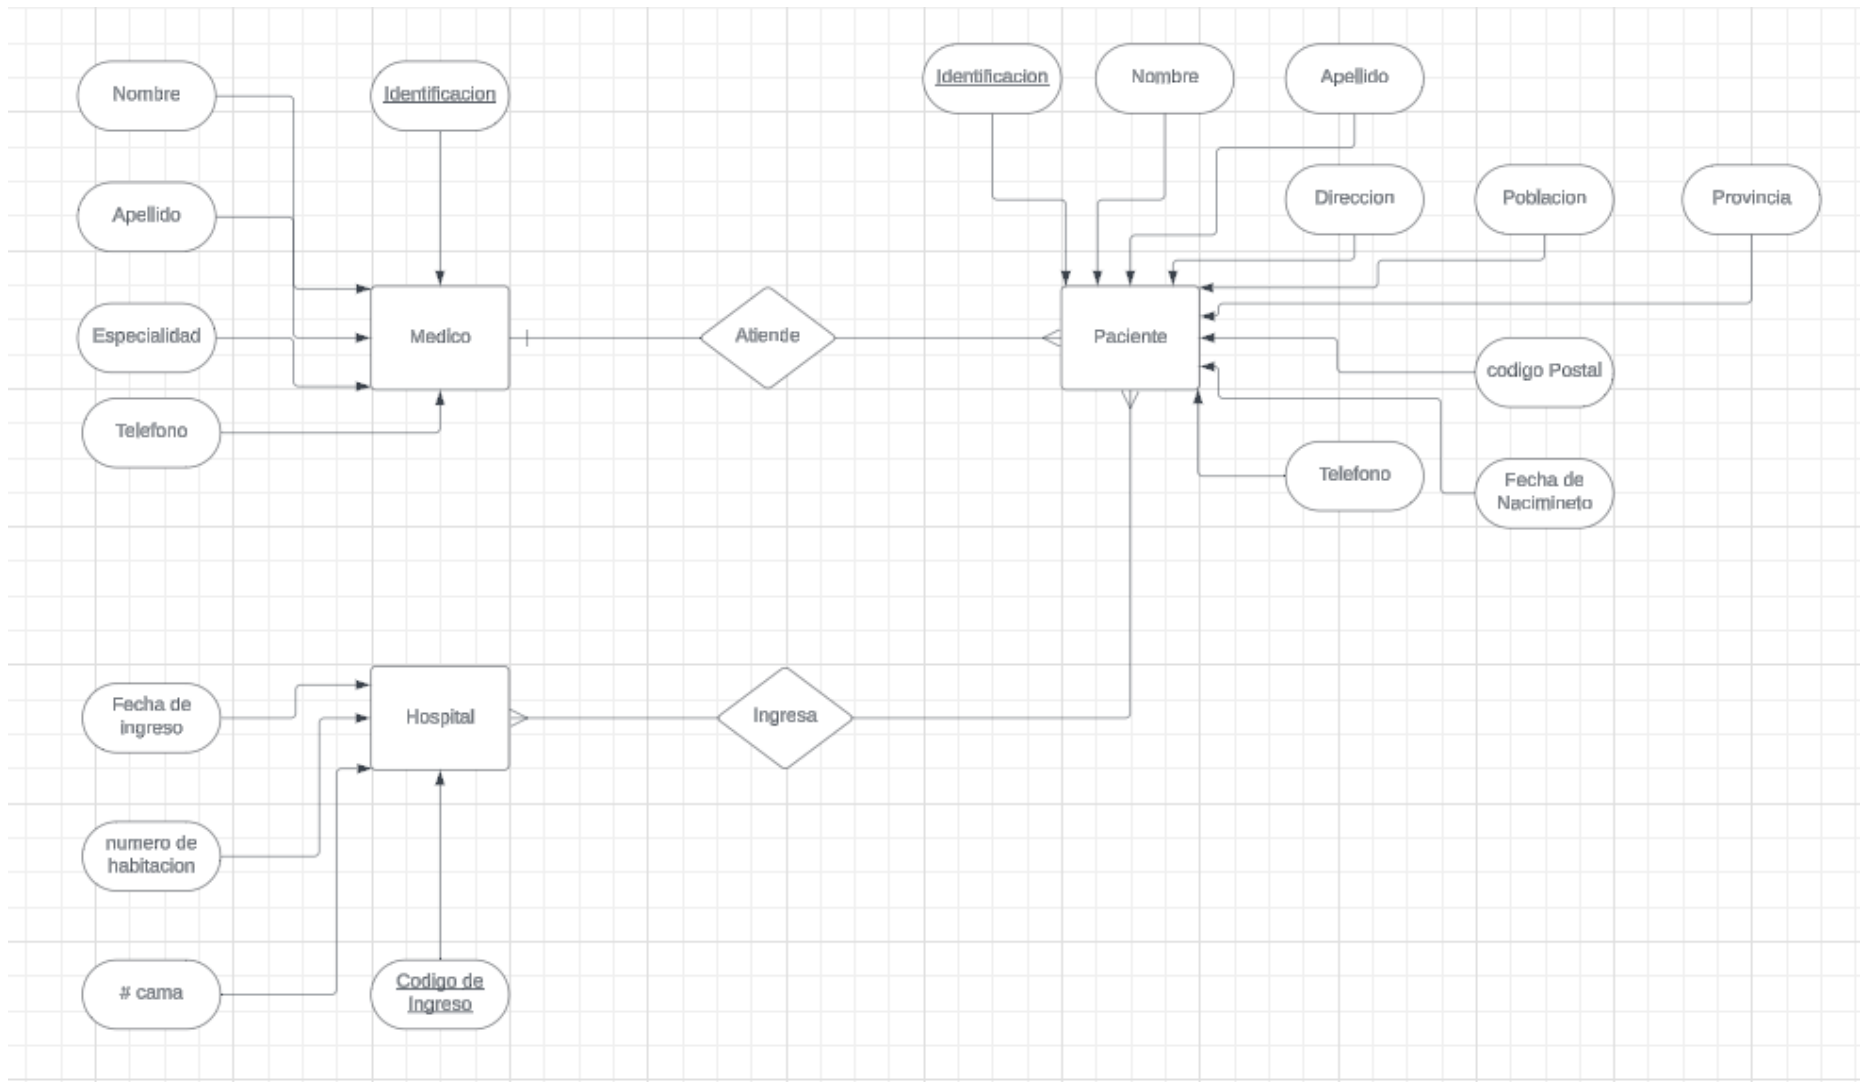 Identificacion
Nombre
Apellido
Nombre
Identificacion
Direccion
Poblacion
Provincia
Apellido
Especialidad
Medico
Atiende
Paciente
codigo Postal
Telefono
Telefono
Fecha de
Nacimineto
Fecha de
ingreso
Hospital
Ingresa
numero de
habitacion
# cama
Codigo de
Ingreso